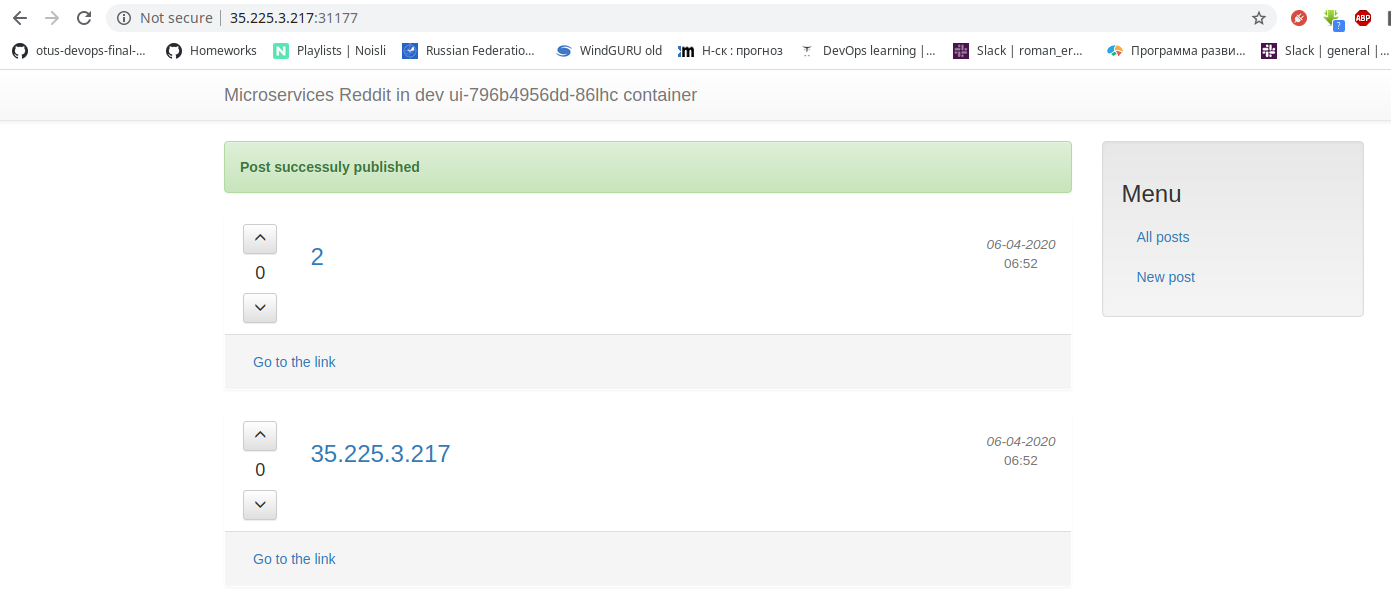 Not secure | 35.225.3.217:31177
otus-devops-final-... Homeworks Playlists | Noisli Russian Federatio... WindGURU old Н-ск : прогноз DevOps learning |... Slack | roman_er... Программа разви... Slack | general |...
Microservices Reddit in dev ui-796b4956dd-86lhc container
Post successuly published
Menu
All posts
New post
2
06-04-2020
06:52
0
Go to the link
35.225.3.217
06-04-2020
06:52
0
Go to the link